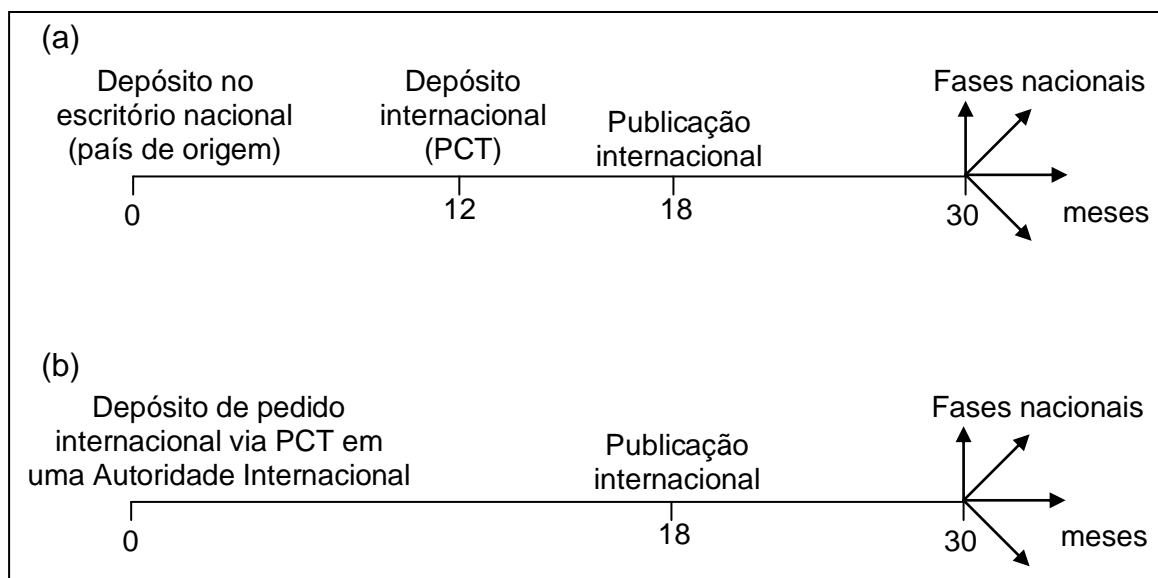 (a)
Depósito no
escritório nacional
(país de origem)
Depósito
internacional
(PCT)
Publicação
internacional
Fases nacionais
0
12
18
30
meses
(b)
Depósito de pedido
internacional via PCT em
uma Autoridade Internacional
Publicação
internacional
Fases nacionais
0
18
30
meses